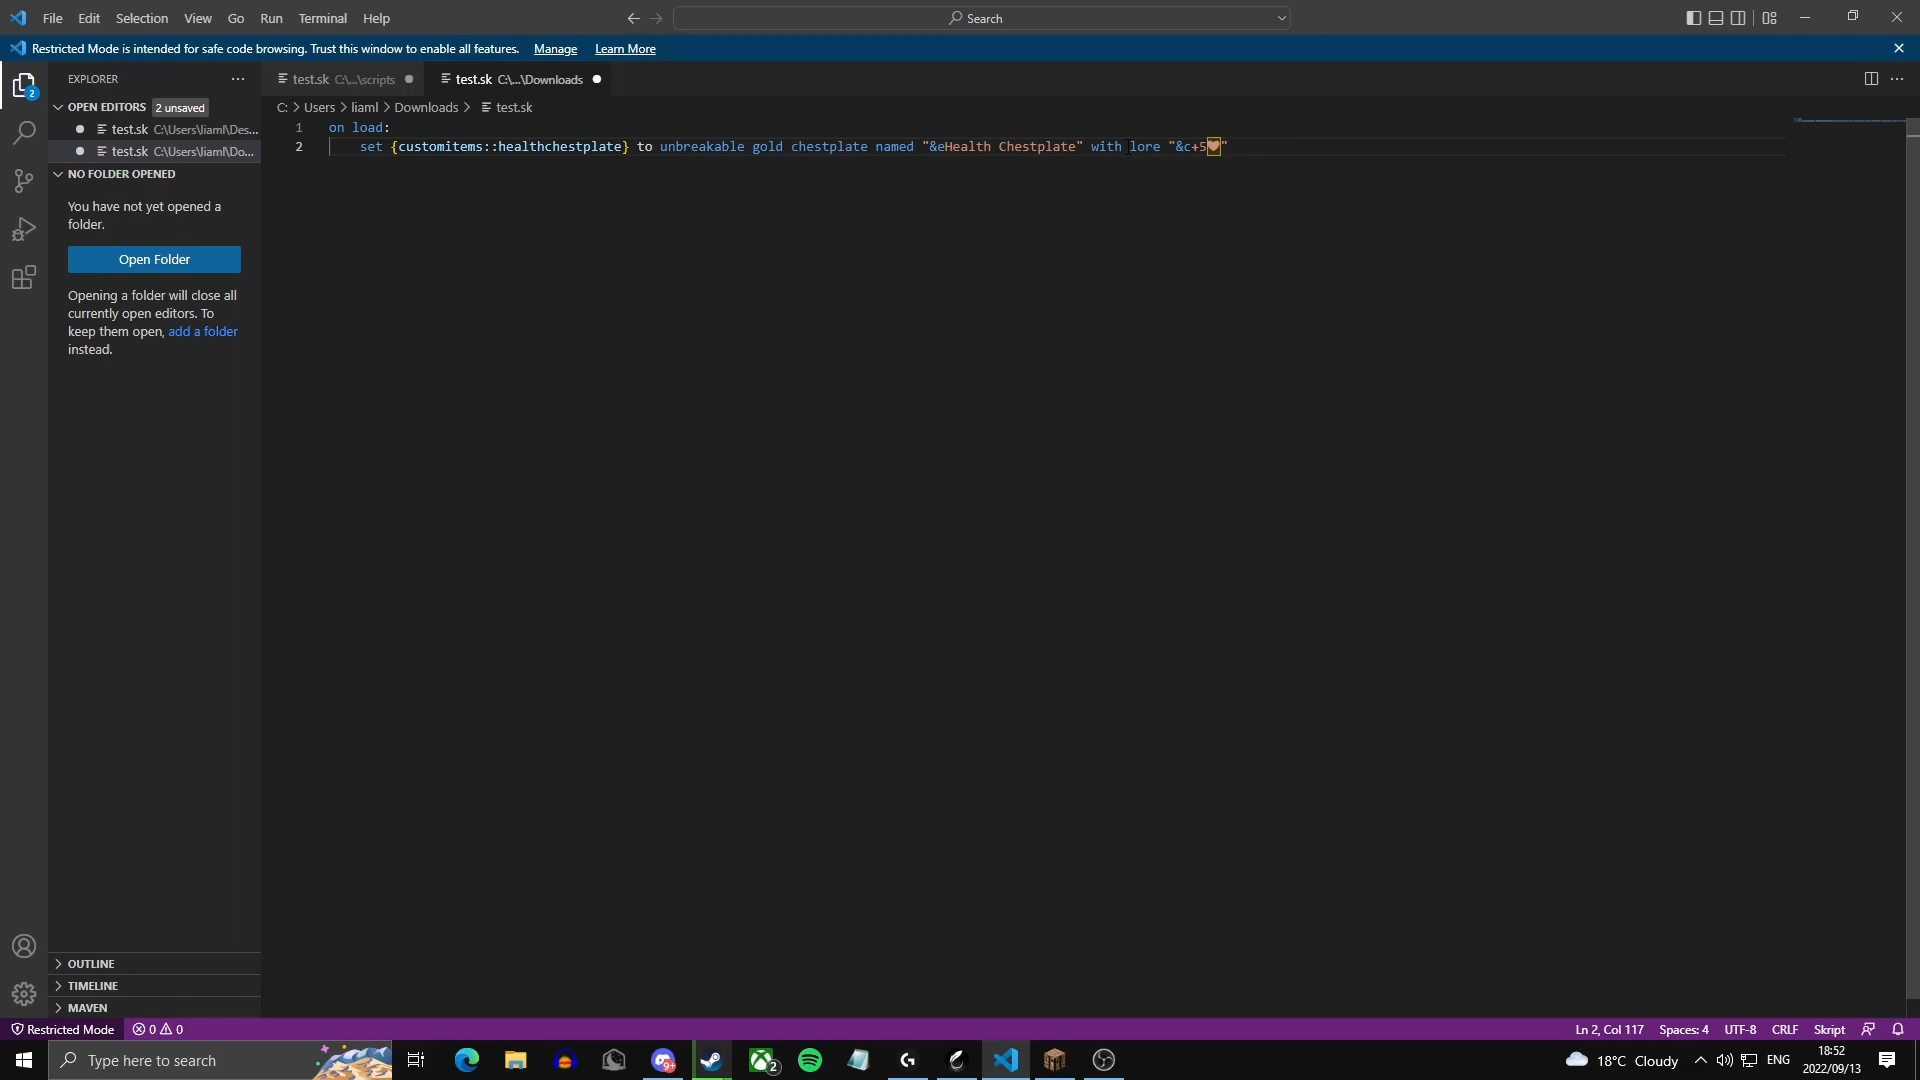 File Edit Selection View Go Run Terminal Help
Search
Restricted Mode is intended for safe code browsing. Trust this window to enable all features. Manage Learn More
EXPLORER
test.sk C:\...\scripts
test.sk C:\...\Downloads
OPEN EDITORS 2 unsaved
test.sk C:\Users\liaml\Des...
test.sk C:\Users\liaml\Do...
NO FOLDER OPENED
You have not yet opened a
folder.
Open Folder
Opening a folder will close all
currently open editors. To
keep them open, add a folder
instead.
C: > Users > liaml > Downloads > test.sk
1 on load:
2 set {customitems::healthchestplate} to unbreakable gold chestplate named "&eHealth Chestplate" with lore "&c+5❤"
OUTLINE
TIMELINE
MAVEN
2
Restricted Mode 0 0
Ln 2, Col 117 Spaces: 4 UTF-8 CRLF Skript
Type here to search
9+
2
18°C Cloudy
ENG
18:52
2022/09/13